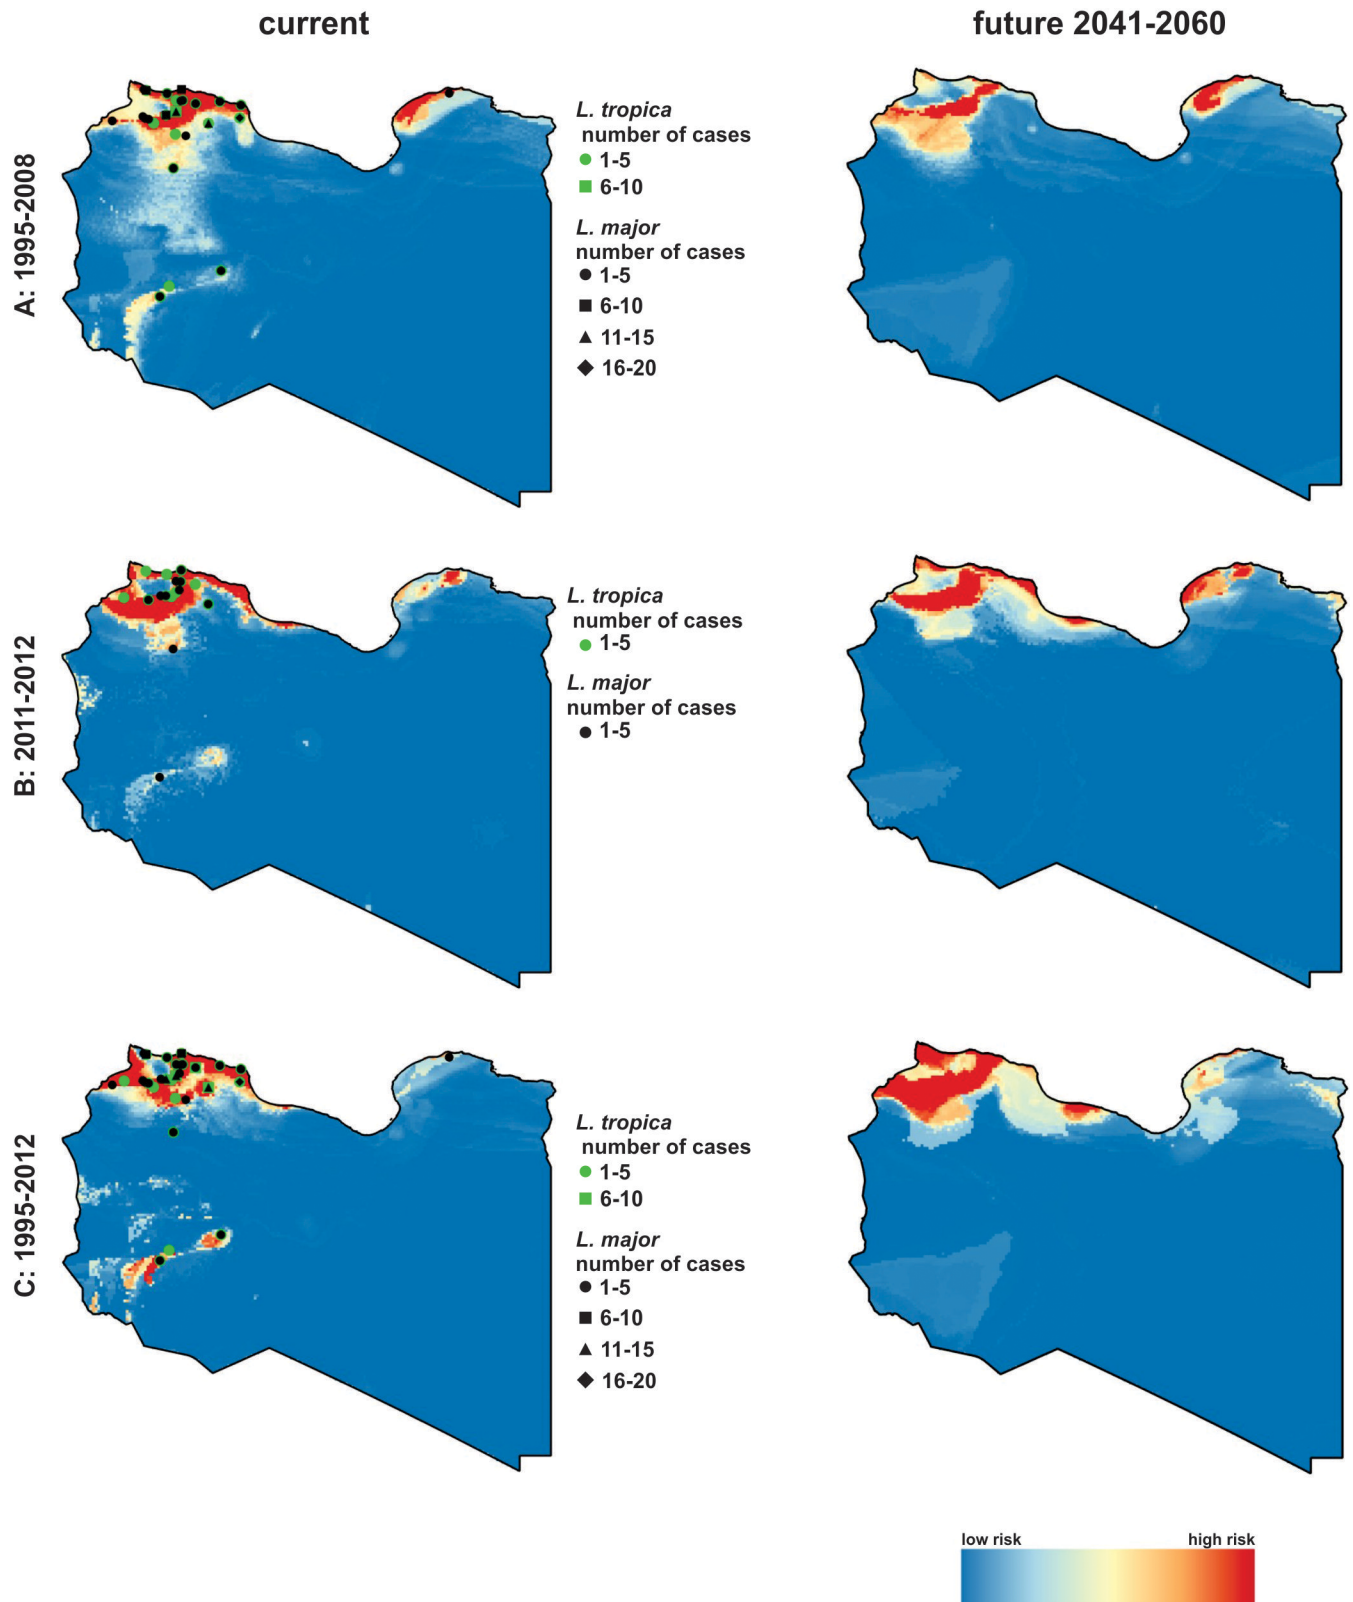 current
future 2041-2060
A: 1995-2008
L. tropica
number of cases
1-5
6-10
L. major
number of cases
1-5
6-10
11-15
16-20
B: 2011-2012
L. tropica
number of cases
1-5
L. major
number of cases
1-5
C: 1995-2012
L. tropica
number of cases
1-5
6-10
L. major
number of cases
1-5
6-10
11-15
16-20
low risk
high risk